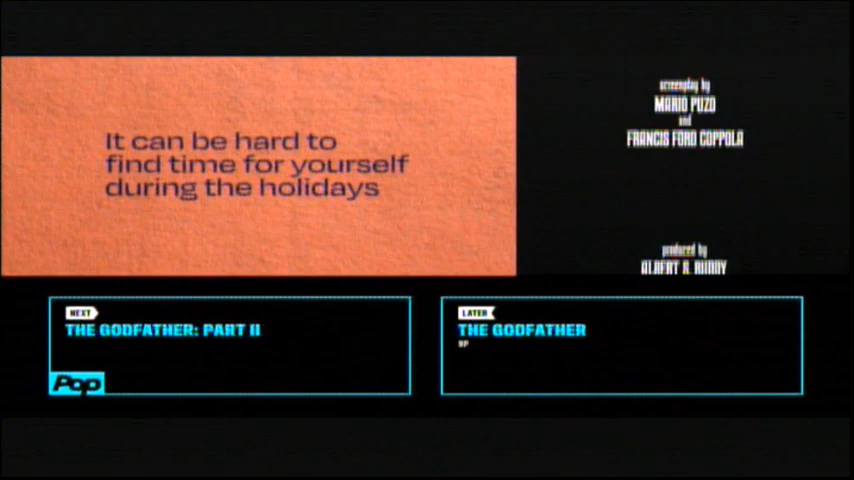 It can be hard to
find time for yourself
during the holidays
screenplay by
MARIO PUZO
and
FRANCIS FORD COPPOLA
produced by
ALBERT S. RUDDY
NEXT
THE GODFATHER: PART II
Pop
LATER
THE GODFATHER
9P